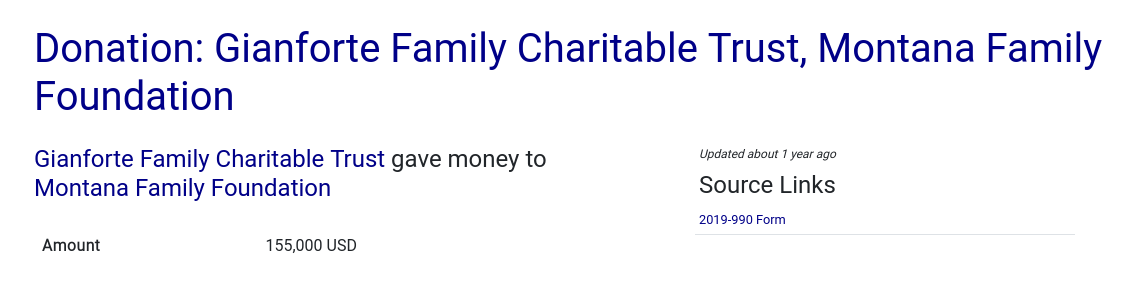 Donation: Gianforte Family Charitable Trust, Montana Family
Foundation
Gianforte Family Charitable Trust gave money to
Montana Family Foundation
Amount 155,000 USD
Updated about 1 year ago
Source Links
2019-990 Form